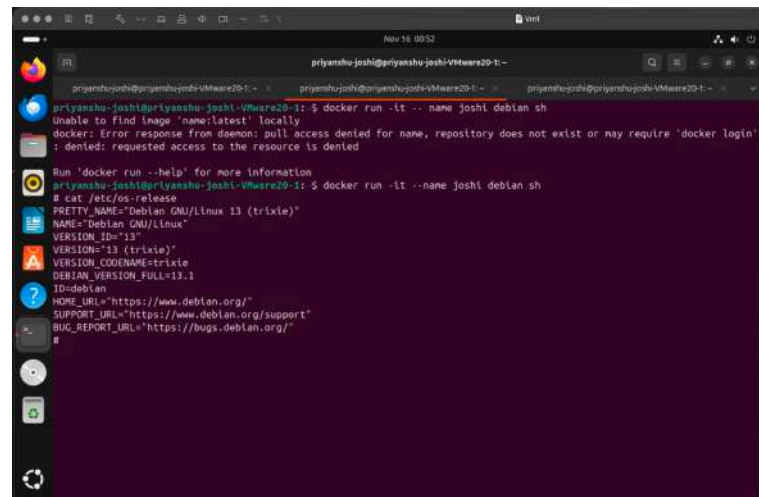 Vm1
Nov 16 00:52
priyanshu-joshi@priyanshu-joshi-VMware20-1: ~
priyanshu-joshi@priyanshu-joshi-VMware20-1: ~
priyanshu-joshi@priyanshu-joshi-VMware20-1: ~
priyanshu-joshi@priyanshu-joshi-VMware20-1: ~
priyanshu-joshi@priyanshu-joshi-VMware20-1:~$ docker run -it -- name joshi debian sh
Unable to find image 'name:latest' locally
docker: Error response from daemon: pull access denied for name, repository does not exist or may require 'docker login'
: denied: requested access to the resource is denied
Run 'docker run --help' for more information
priyanshu-joshi@priyanshu-joshi-VMware20-1:~$ docker run -it --name joshi debian sh
# cat /etc/os-release
PRETTY_NAME="Debian GNU/Linux 13 (trixie)"
NAME="Debian GNU/Linux"
VERSION_ID="13"
VERSION="13 (trixie)"
VERSION_CODENAME=trixie
DEBIAN_VERSION_FULL=13.1
ID=debian
HOME_URL="https://www.debian.org/"
SUPPORT_URL="https://www.debian.org/support"
BUG_REPORT_URL="https://bugs.debian.org/"
#